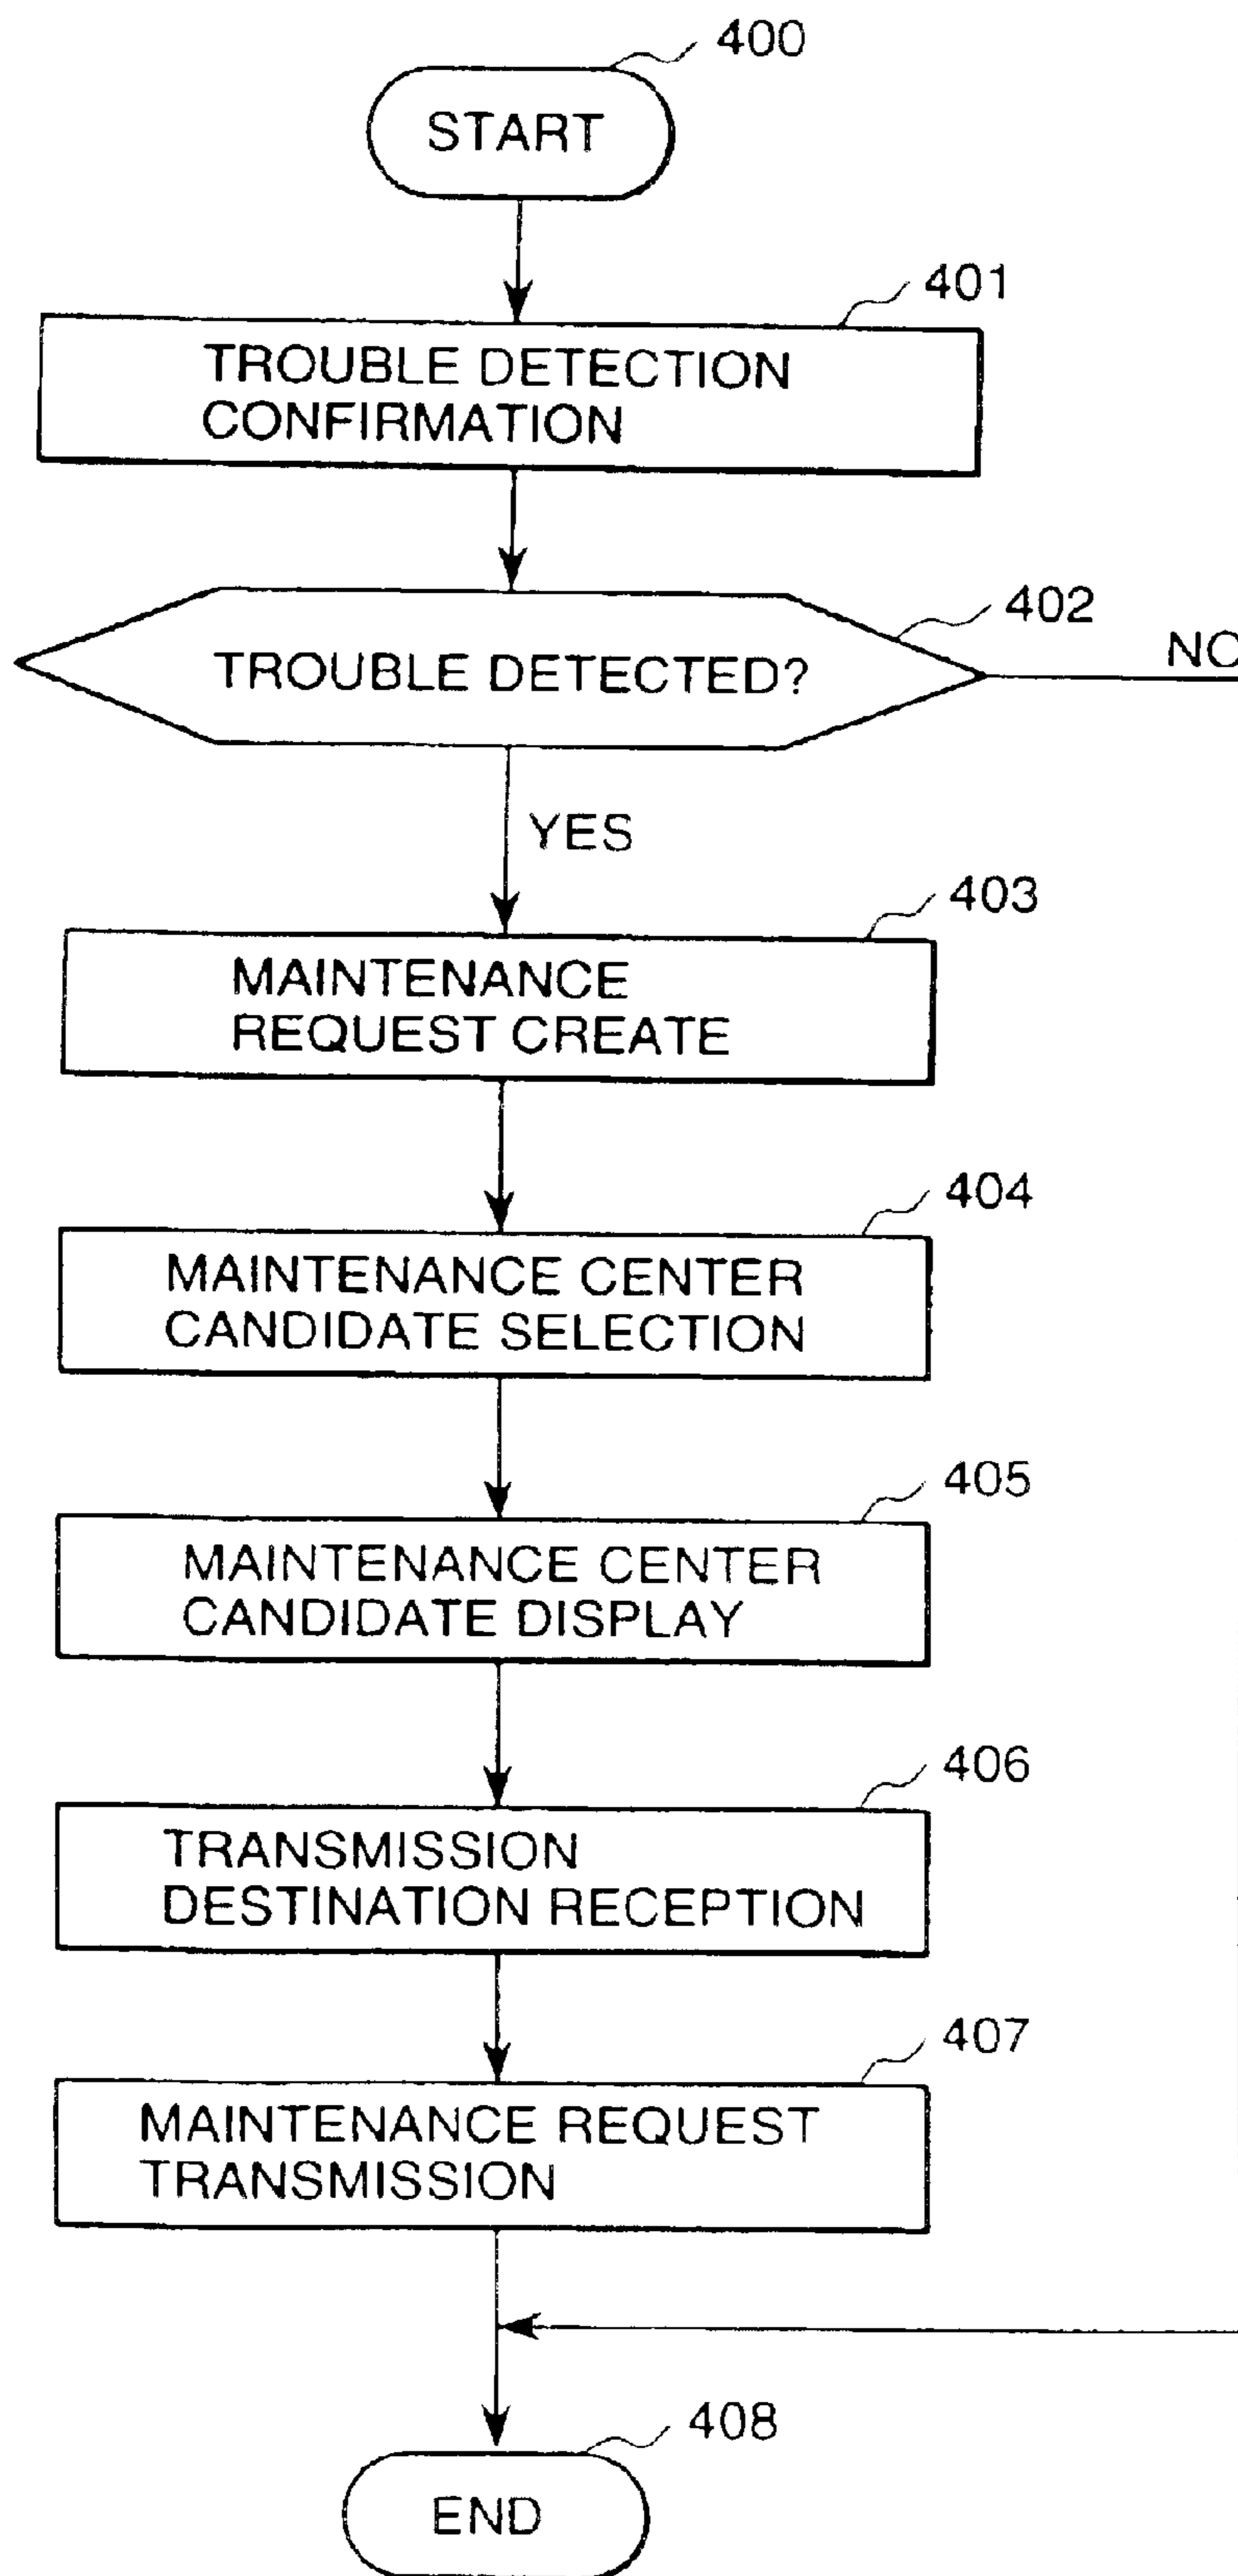 400
START
401
TROUBLE DETECTION
CONFIRMATION
402
TROUBLE DETECTED?
NO
YES
403
MAINTENANCE
REQUEST CREATE
404
MAINTENANCE CENTER
CANDIDATE SELECTION
405
MAINTENANCE CENTER
CANDIDATE DISPLAY
406
TRANSMISSION
DESTINATION RECEPTION
407
MAINTENANCE REQUEST
TRANSMISSION
408
END